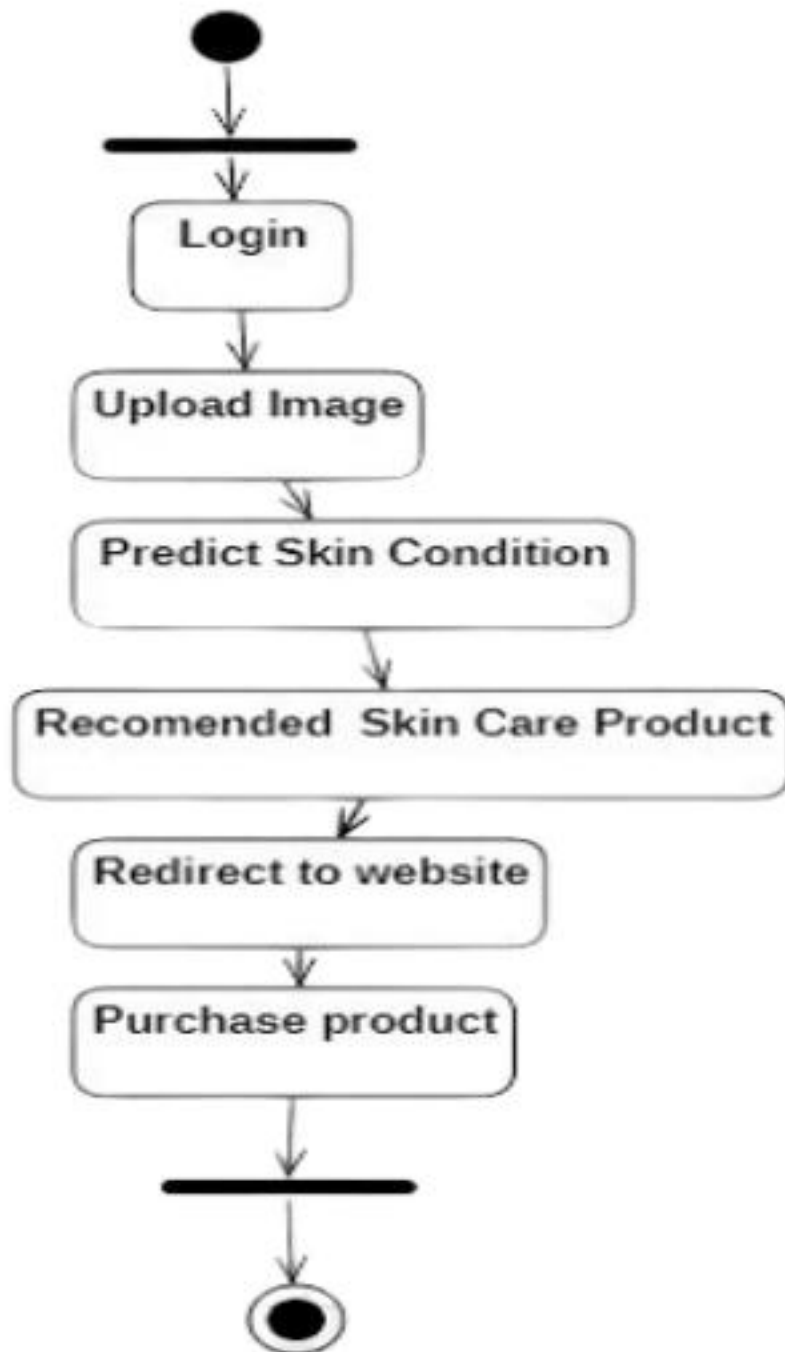 Login
Upload Image
Predict Skin Condition
Recomended Skin Care Product
Redirect to website
Purchase product